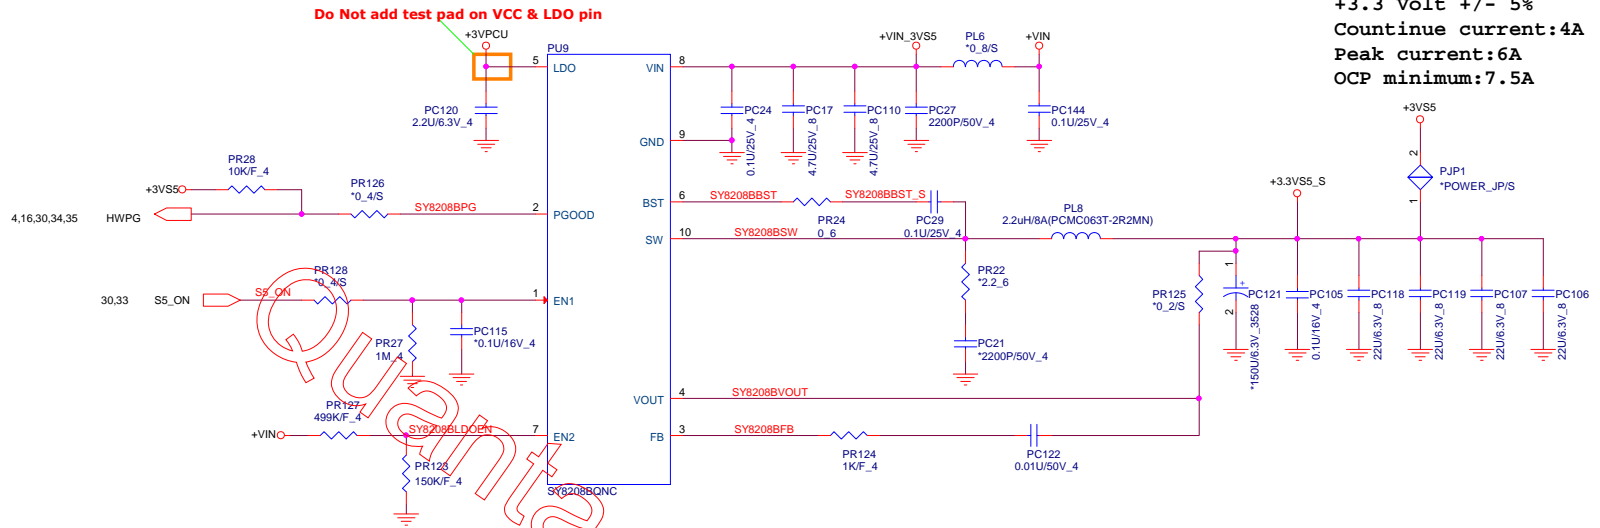 Do Not add test pad on VCC & LDO pin
+3.3 Volt +/- 5%
Countinue current:4A
Peak current:6A
OCP minimum:7.5A
+3VPCU
PU9
+VIN_3VS5
PL6
*0_8/S
+VIN
5
LDO
VIN
8
PC120
2.2U/6.3V_4
PC24
0.1U/25V_4
PC17
4.7U/25V_8
PC110
4.7U/25V_8
PC27
2200P/50V_4
PC144
0.1U/25V_4
GND
9
+3VS5
2
PJP1
*POWER_JP/S
1
PR28
10K/F_4
+3VS5
PR126
*0_4/S
4,16,30,34,35
HWPG
SY8208BPG
2
PGOOD
BST
6
SY8208BBST
PR24
0_6
SY8208BBST_S
PC29
0.1U/25V_4
+3.3VS5_S
SW
10
SY8208BSW
PL8
2.2uH/8A(PCMC063T-2R2MN)
PR22
*2.2_6
PC21
*2200P/50V_4
PR125
*0_2/S
1
+
2
PC121
*150U/6.3V_3528
PC105
0.1U/16V_4
PC118
22U/6.3V_8
PC119
22U/6.3V_8
PC107
22U/6.3V_8
PC106
22U/6.3V_8
30,33
S5_ON
S5_ON
PR128
*0_4/S
1
EN1
PR27
1M_4
PC115
*0.1U/16V_4
VOUT
4
SY8208BVOUT
+VIN
PR127
499K/F_4
SY8208BLDOEN
7
EN2
PR123
150K/F_4
FB
3
SY8208BFB
PR124
1K/F_4
PC122
0.01U/50V_4
SY8208BQNC
Quanta